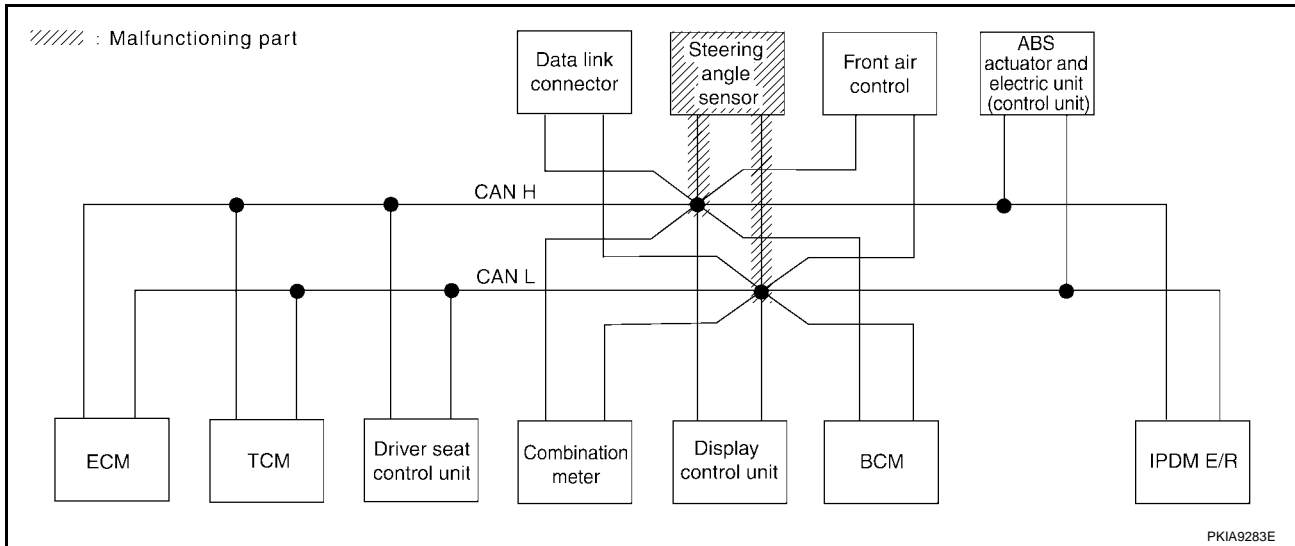 : Malfunctioning part
Data link
connector
Steering
angle
sensor
Front air
control
ABS
actuator and
electric unit
(control unit)
CAN H
CAN L
ECM
TCM
Driver seat
control unit
Combination
meter
Display
control unit
BCM
IPDM E/R
PKIA9283E